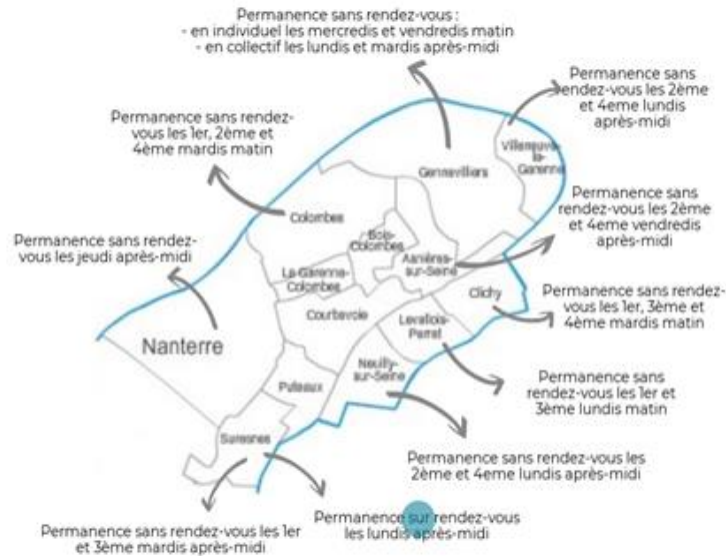 Permanence sans rendez-vous :
- en individuel les mercredis et vendredis matin
- en collectif les lundis et mardis après-midi
Permanence sans
rendez-vous les 2ème
et 4eme lundis
après-midi
Permanence sans rendez-
vous les 1er, 2ème et
4ème mardis matin
Villeneuve-
la-
Garenne
Gennevilliers
Permanence sans
rendez-vous les 2ème
et 4eme vendredis
après-midi
Colombes
Bois-
Colombes
Asnières-
sur-Seine
Permanence sans rendez-
vous les jeudi après-midi
La Garenne-
Colombes
Clichy
Permanence sans rendez-
vous les 1er, 3ème et
4ème mardis matin
Courbevoie
Levallois-
Perret
Nanterre
Neuilly-
sur-Seine
Puteaux
Permanence sans
rendez-vous les 1er et
3ème lundis matin
Suresnes
Permanence sans rendez-vous les
2ème et 4eme lundis après-midi
Permanence sans rendez-vous les 1er
et 3ème mardis après-midi
Permanence sur rendez-vous
les lundis après-midi